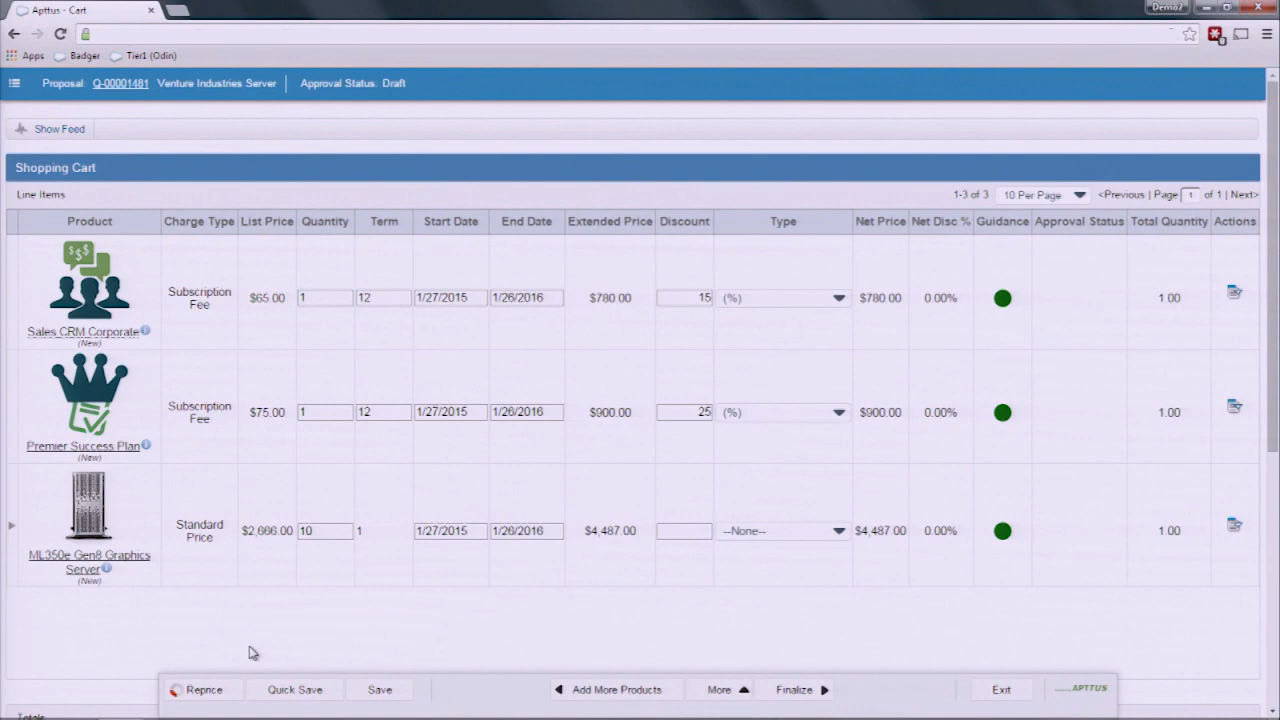 Apttus - Cart
Demo2
Apps Badger Tier1 (Odin)
Proposal: Q-00001481 Venture Industries Server Approval Status: Draft
Show Feed
Shopping Cart
Line Items 1-3 of 3 10 Per Page <Previous | Page 1 of 1 | Next>
Product Charge Type List Price Quantity Term Start Date End Date Extended Price Discount Type Net Price Net Disc % Guidance Approval Status Total Quantity Actions
$$$
Subscription
Fee
$65.00 1 12 1/27/2015 1/26/2016 $780.00 15 (%) $780.00 0.00% 1.00
Sales CRM Corporate
(New)
Subscription
Fee
$75.00 1 12 1/27/2015 1/26/2016 $900.00 25 (%) $900.00 0.00% 1.00
Premier Success Plan
(New)
Standard
Price
$2,666.00 10 1 1/27/2015 1/26/2016 $4,487.00 --None-- $4,487.00 0.00% 1.00
ML350e Gen8 Graphics
Server
(New)
Reprice Quick Save Save Add More Products More Finalize Exit APTTUS
Totals